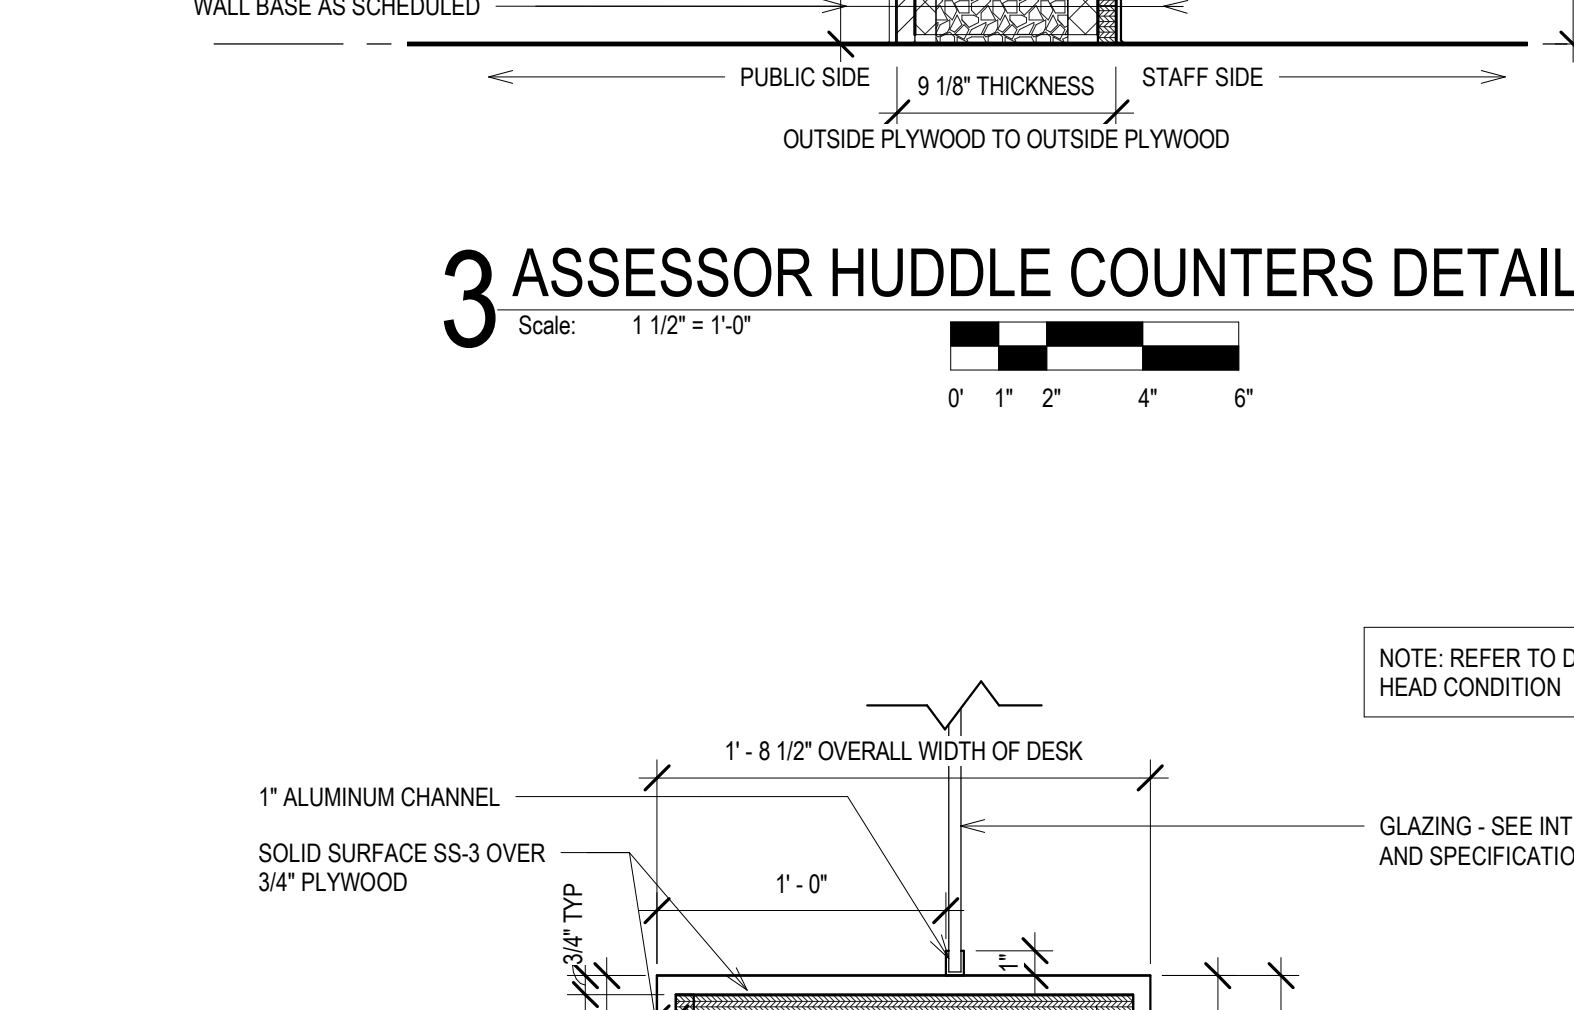 WALL BASE AS SCHEDULED
PUBLIC SIDE
9 1/8" THICKNESS
STAFF SIDE
OUTSIDE PLYWOOD TO OUTSIDE PLYWOOD
3 ASSESSOR HUDDLE COUNTERS DETAIL
Scale: 1 1/2" = 1'-0"
0' 1" 2" 4" 6"
NOTE: REFER TO D
HEAD CONDITION
1' - 8 1/2" OVERALL WIDTH OF DESK
1" ALUMINUM CHANNEL
GLAZING - SEE INT
AND SPECIFICATIO
SOLID SURFACE SS-3 OVER
3/4" PLYWOOD
1' - 0"
3/4" TYP
1"